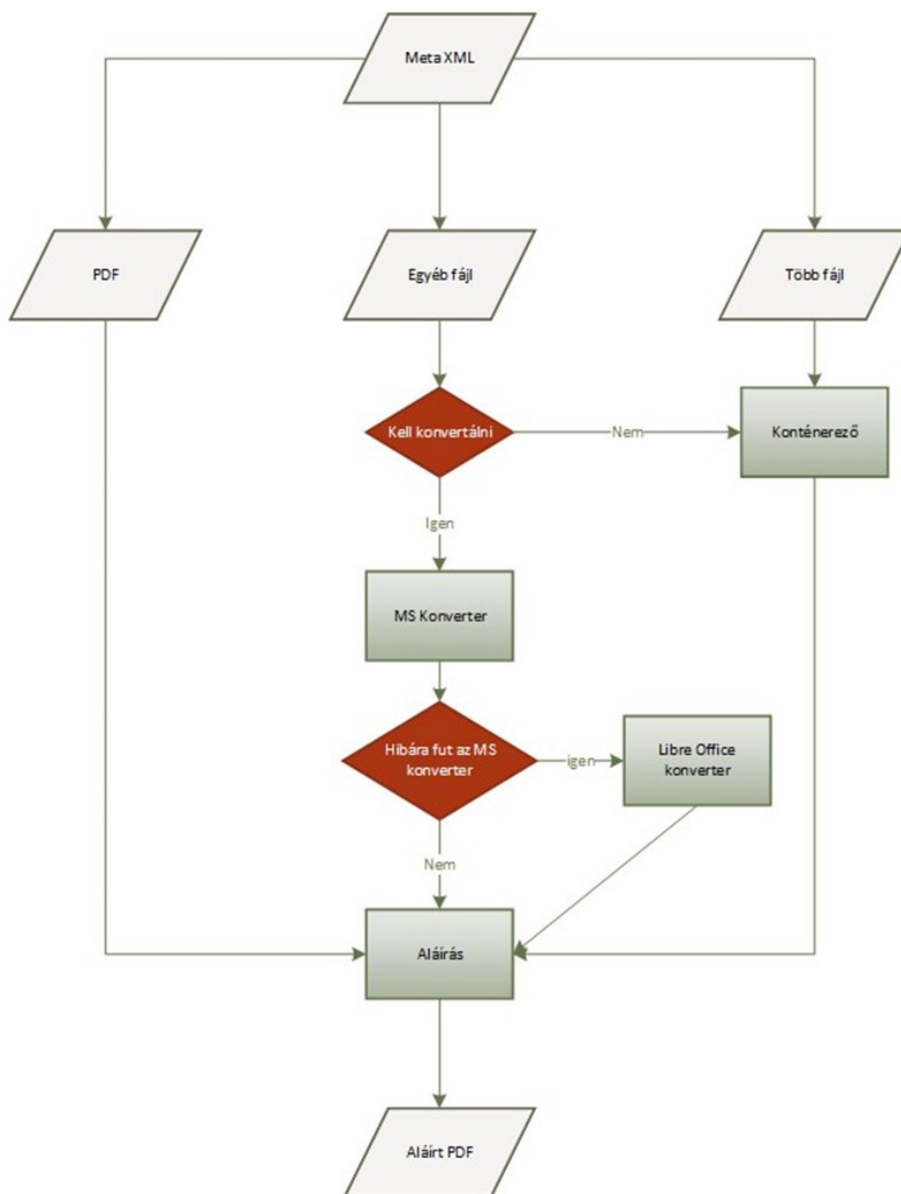 Meta XML
PDF
Egyéb fájl
Több fájl
Kell konvertálni
Nem
Konténerező
Igen
MS Konverter
Hibára fut az MS
konverter
igen
Libre Office
konverter
Nem
Aláírás
Aláírt PDF